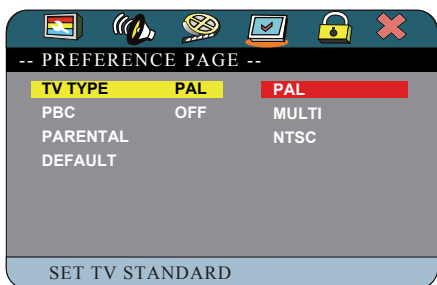 -- PREFERENCE PAGE --
TV TYPE PAL PAL
PBC OFF MULTI
PARENTAL NTSC
DEFAULT
SET TV STANDARD